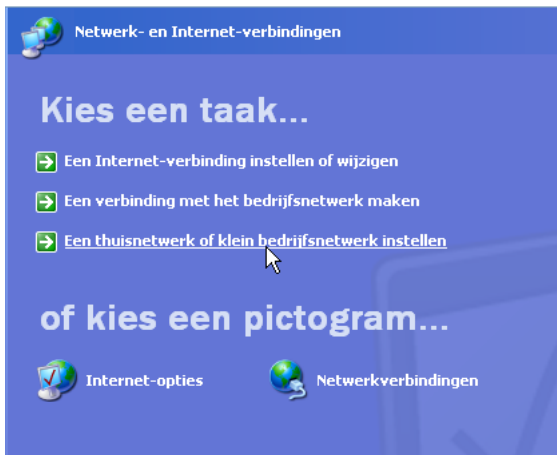 Netwerk- en Internet-verbindingen
Kies een taak...
Een Internet-verbinding instellen of wijzigen
Een verbinding met het bedrijfsnetwerk maken
Een thuisnetwerk of klein bedrijfsnetwerk instellen
of kies een pictogram...
Internet-opties
Netwerkverbindingen